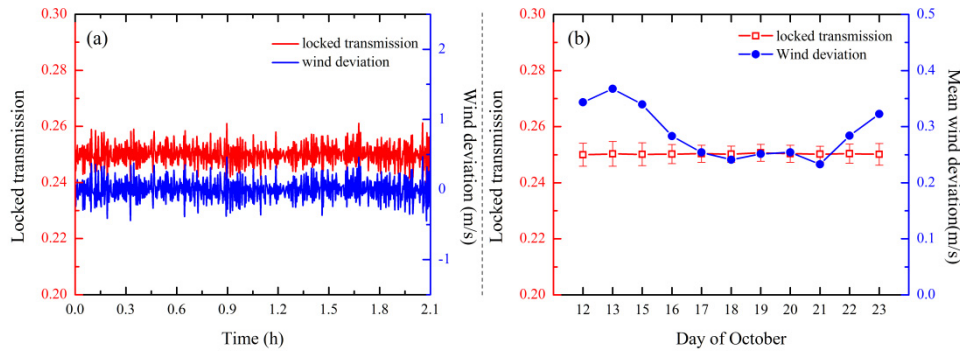 (a)
locked transmission
wind deviation
Locked transmission
0.30
0.28
0.26
0.24
0.22
0.20
2
1
0
-1
Wind deviation (m/s)
0.0 0.3 0.6 0.9 1.2 1.5 1.8 2.1
Time (h)
(b)
locked transmission
Wind deviation
Locked transmission
0.30
0.28
0.26
0.24
0.22
0.20
0.5
0.4
0.3
0.2
0.1
0.0
Mean wind deviation(m/s)
12 13 15 16 17 18 19 20 21 22 23
Day of October